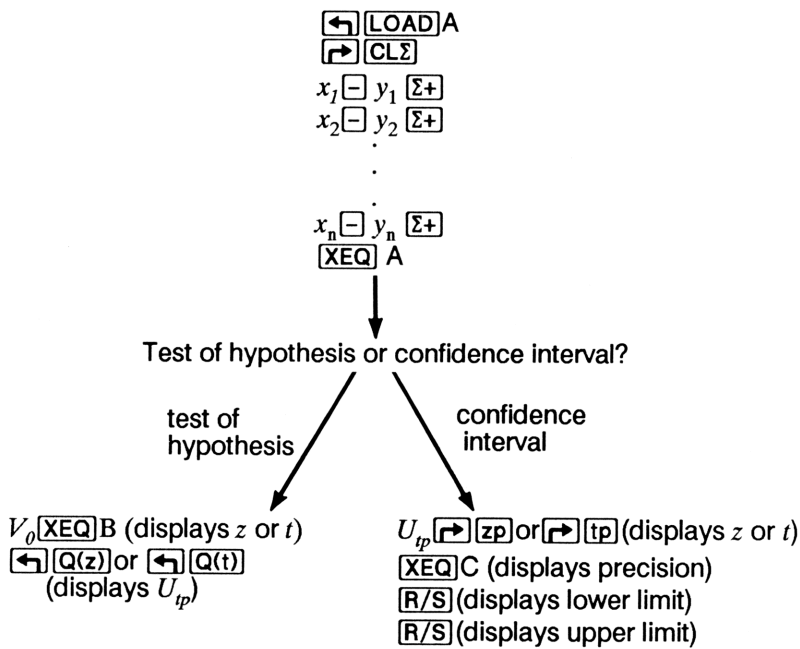 ↰ LOAD A
↱ CLΣ
x₁ − y₁ Σ+
x₂ − y₂ Σ+
.
.
.
xₙ − yₙ Σ+
XEQ A
Test of hypothesis or confidence interval?
test of
hypothesis
confidence
interval
V₀ XEQ B (displays z or t)
↰ Q(z) or ↰ Q(t)
(displays Uₜₚ)
Uₜₚ ↱ zp or ↱ tp (displays z or t)
XEQ C (displays precision)
R/S (displays lower limit)
R/S (displays upper limit)